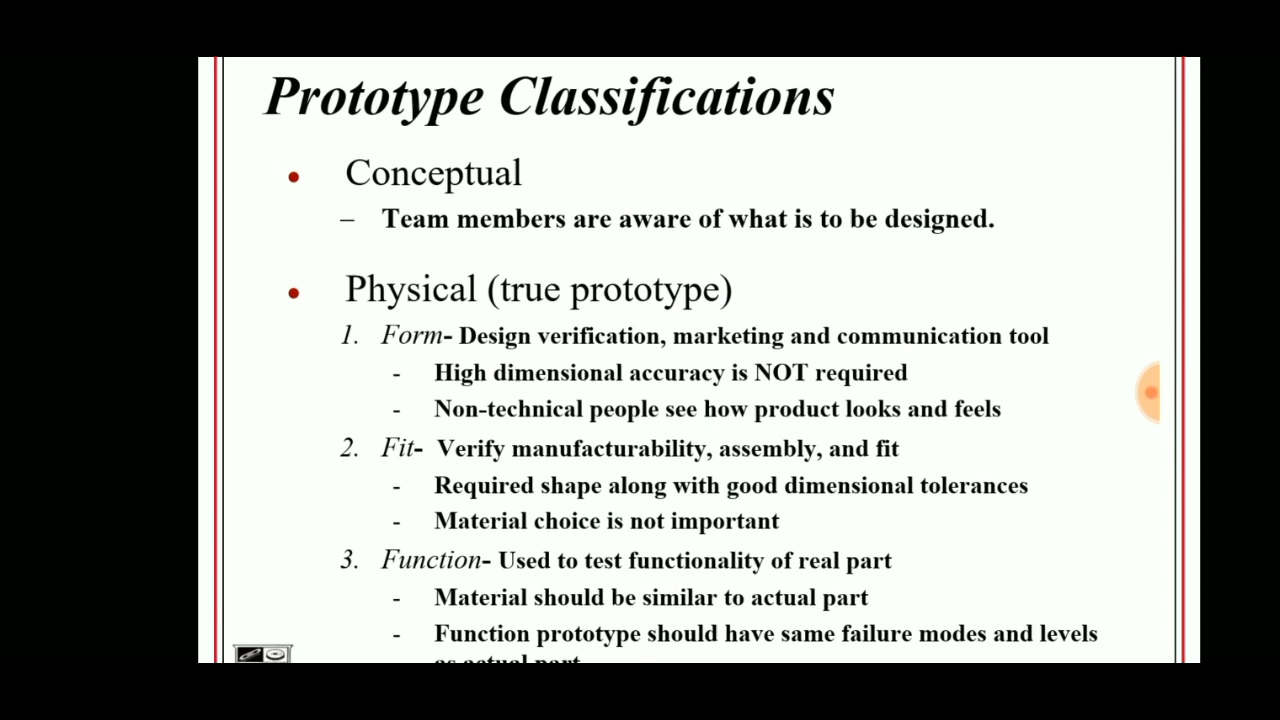 Prototype Classifications
• Conceptual
– Team members are aware of what is to be designed.
• Physical (true prototype)
1. Form- Design verification, marketing and communication tool
- High dimensional accuracy is NOT required
- Non-technical people see how product looks and feels
2. Fit- Verify manufacturability, assembly, and fit
- Required shape along with good dimensional tolerances
- Material choice is not important
3. Function- Used to test functionality of real part
- Material should be similar to actual part
- Function prototype should have same failure modes and levels
as actual part